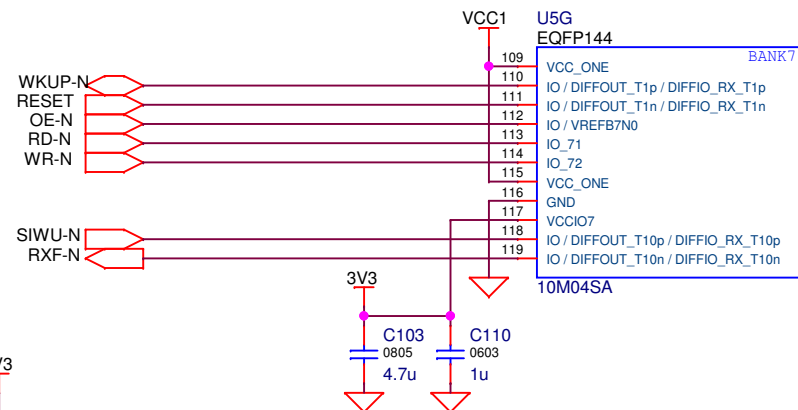 VCC1
U5G
EQFP144
BANK7
109 VCC_ONE
WKUP-N 110 IO / DIFFOUT_T1p / DIFFIO_RX_T1p
RESET 111 IO / DIFFOUT_T1n / DIFFIO_RX_T1n
OE-N 112 IO / VREFB7N0
RD-N 113 IO_71
WR-N 114 IO_72
115 VCC_ONE
116 GND
117 VCCIO7
SIWU-N 118 IO / DIFFOUT_T10p / DIFFIO_RX_T10p
RXF-N 119 IO / DIFFOUT_T10n / DIFFIO_RX_T10n
10M04SA
3V3
C103
0805
4.7u
C110
0603
1u
V3